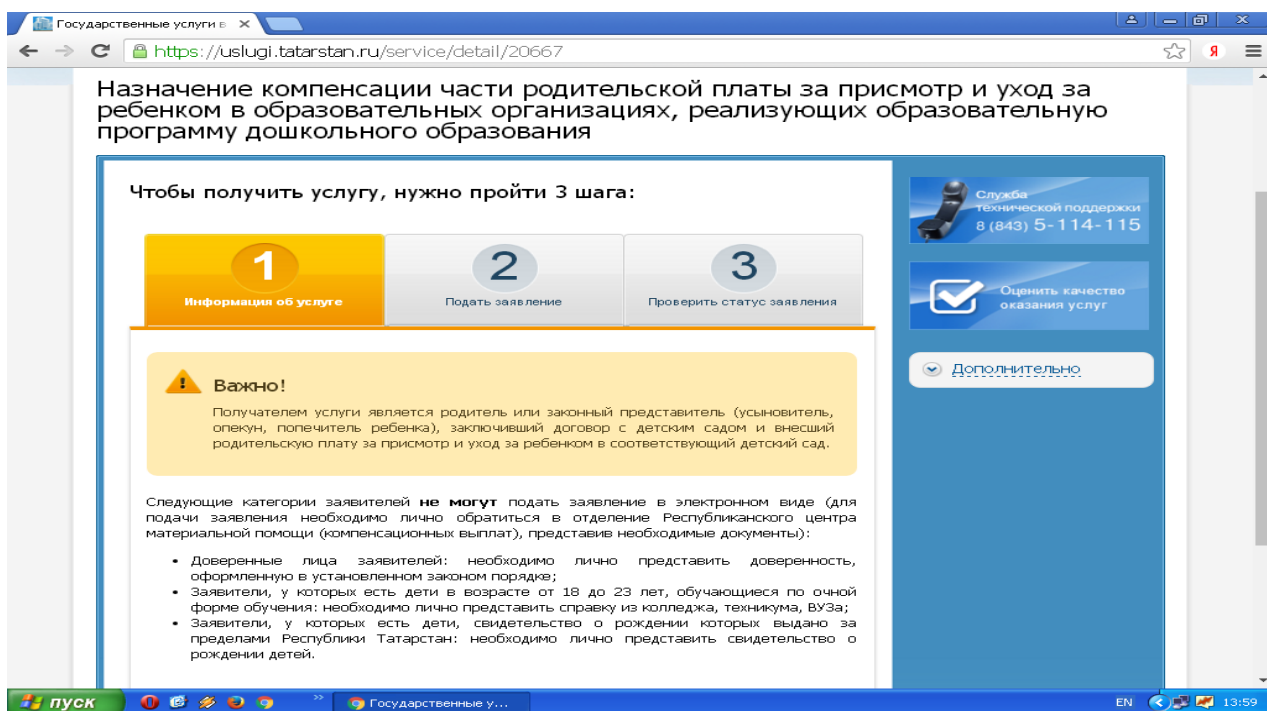 Государственные услуги в
https://uslugi.tatarstan.ru/service/detail/20667
Я
Назначение компенсации части родительской платы за присмотр и уход за
ребенком в образовательных организациях, реализующих образовательную
программу дошкольного образования
Чтобы получить услугу, нужно пройти 3 шага:
1
Информация об услуге
2
Подать заявление
3
Проверить статус заявления
Служба
технической поддержки
8 (843) 5-114-115
Оценить качество
оказания услуг
Дополнительно
Важно!
Получателем услуги является родитель или законный представитель (усыновитель,
опекун, попечитель ребенка), заключивший договор с детским садом и внесший
родительскую плату за присмотр и уход за ребенком в соответствующий детский сад.
Следующие категории заявителей не могут подать заявление в электронном виде (для
подачи заявления необходимо лично обратиться в отделение Республиканского центра
материальной помощи (компенсационных выплат), представив необходимые документы):
• Доверенные лица заявителей: необходимо лично представить доверенность,
оформленную в установленном законом порядке;
• Заявители, у которых есть дети в возрасте от 18 до 23 лет, обучающиеся по очной
форме обучения: необходимо лично представить справку из колледжа, техникума, ВУЗа;
• Заявители, у которых есть дети, свидетельство о рождении которых выдано за
пределами Республики Татарстан: необходимо лично представить свидетельство о
рождении детей.
пуск
Государственные у...
EN
13:59